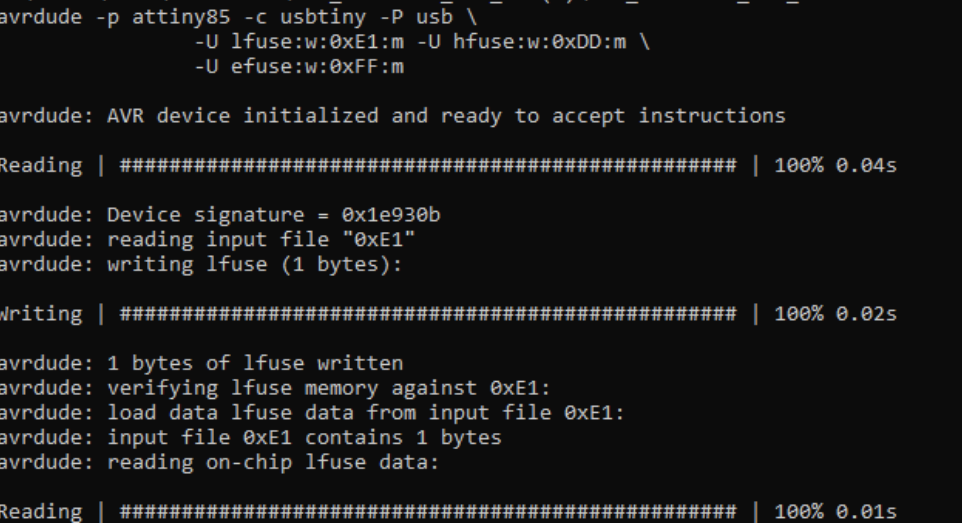 avrdude -p attiny85 -c usbtiny -P usb \
-U lfuse:w:0xE1:m -U hfuse:w:0xDD:m \
-U efuse:w:0xFF:m
avrdude: AVR device initialized and ready to accept instructions
Reading | ################################################## | 100% 0.04s
avrdude: Device signature = 0x1e930b
avrdude: reading input file "0xE1"
avrdude: writing lfuse (1 bytes):
Writing | ################################################## | 100% 0.02s
avrdude: 1 bytes of lfuse written
avrdude: verifying lfuse memory against 0xE1:
avrdude: load data lfuse data from input file 0xE1:
avrdude: input file 0xE1 contains 1 bytes
avrdude: reading on-chip lfuse data:
Reading | ################################################## | 100% 0.01s